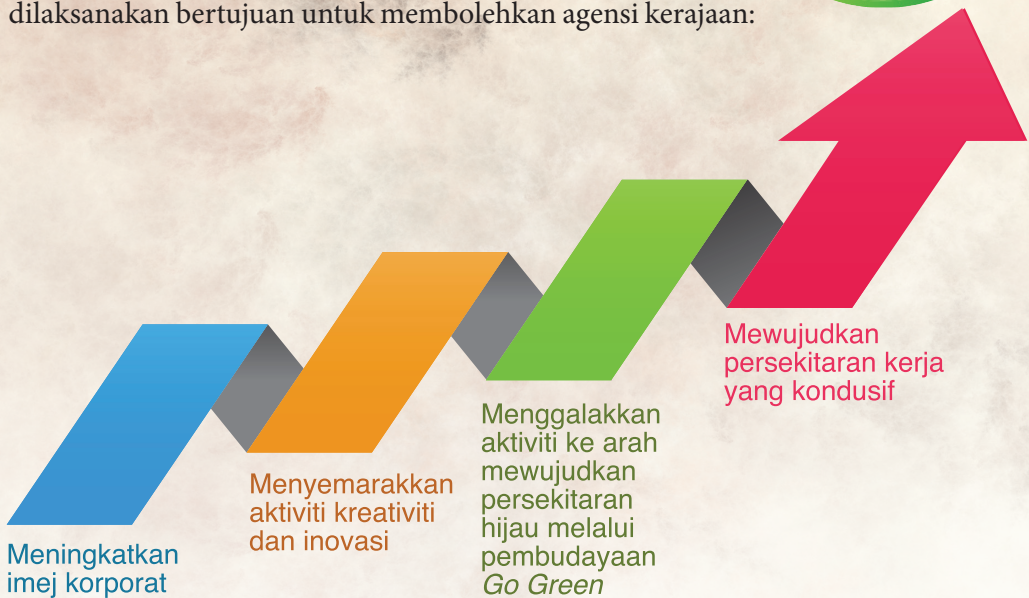 dilaksanakan bertujuan untuk membolehkan agensi kerajaan:
Meningkatkan
imej korporat
Menyemarakkan
aktiviti kreativiti
dan inovasi
Menggalakkan
aktiviti ke arah
mewujudkan
persekitaran
hijau melalui
pembudayaan
Go Green
Mewujudkan
persekitaran kerja
yang kondusif